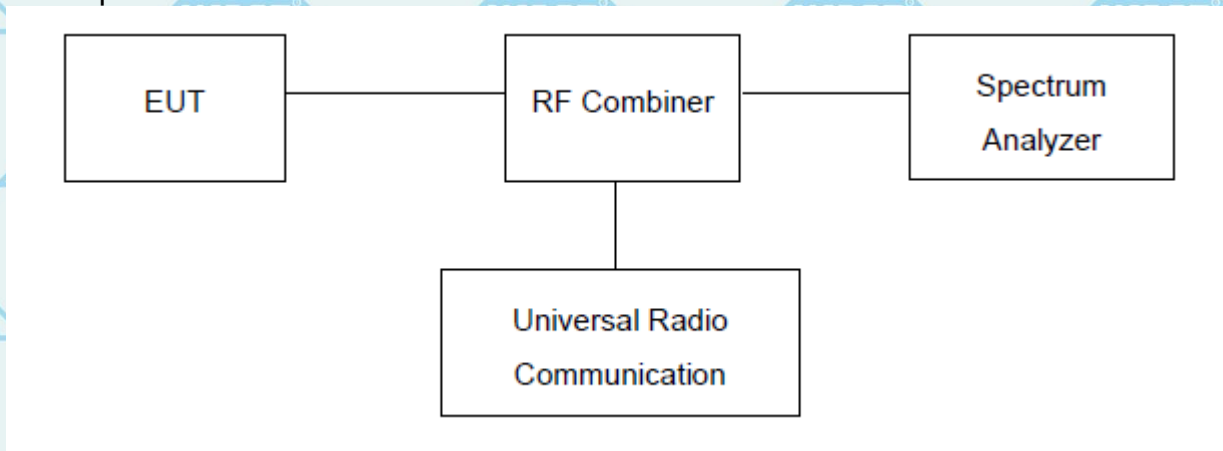 EUT
RF Combiner
Spectrum
Analyzer
Universal Radio
Communication